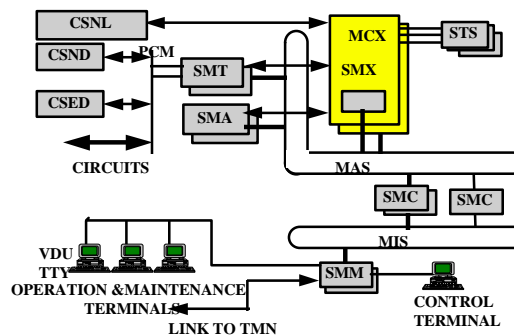 CSNL
MCX
STS
CSND
PCM
SMT
SMX
CSED
SMA
CIRCUITS
MAS
SMC
SMC
MIS
VDU
TTY
SMM
OPERATION &MAINTENANCE
TERMINALS
CONTROL
TERMINAL
LINK TO TMN